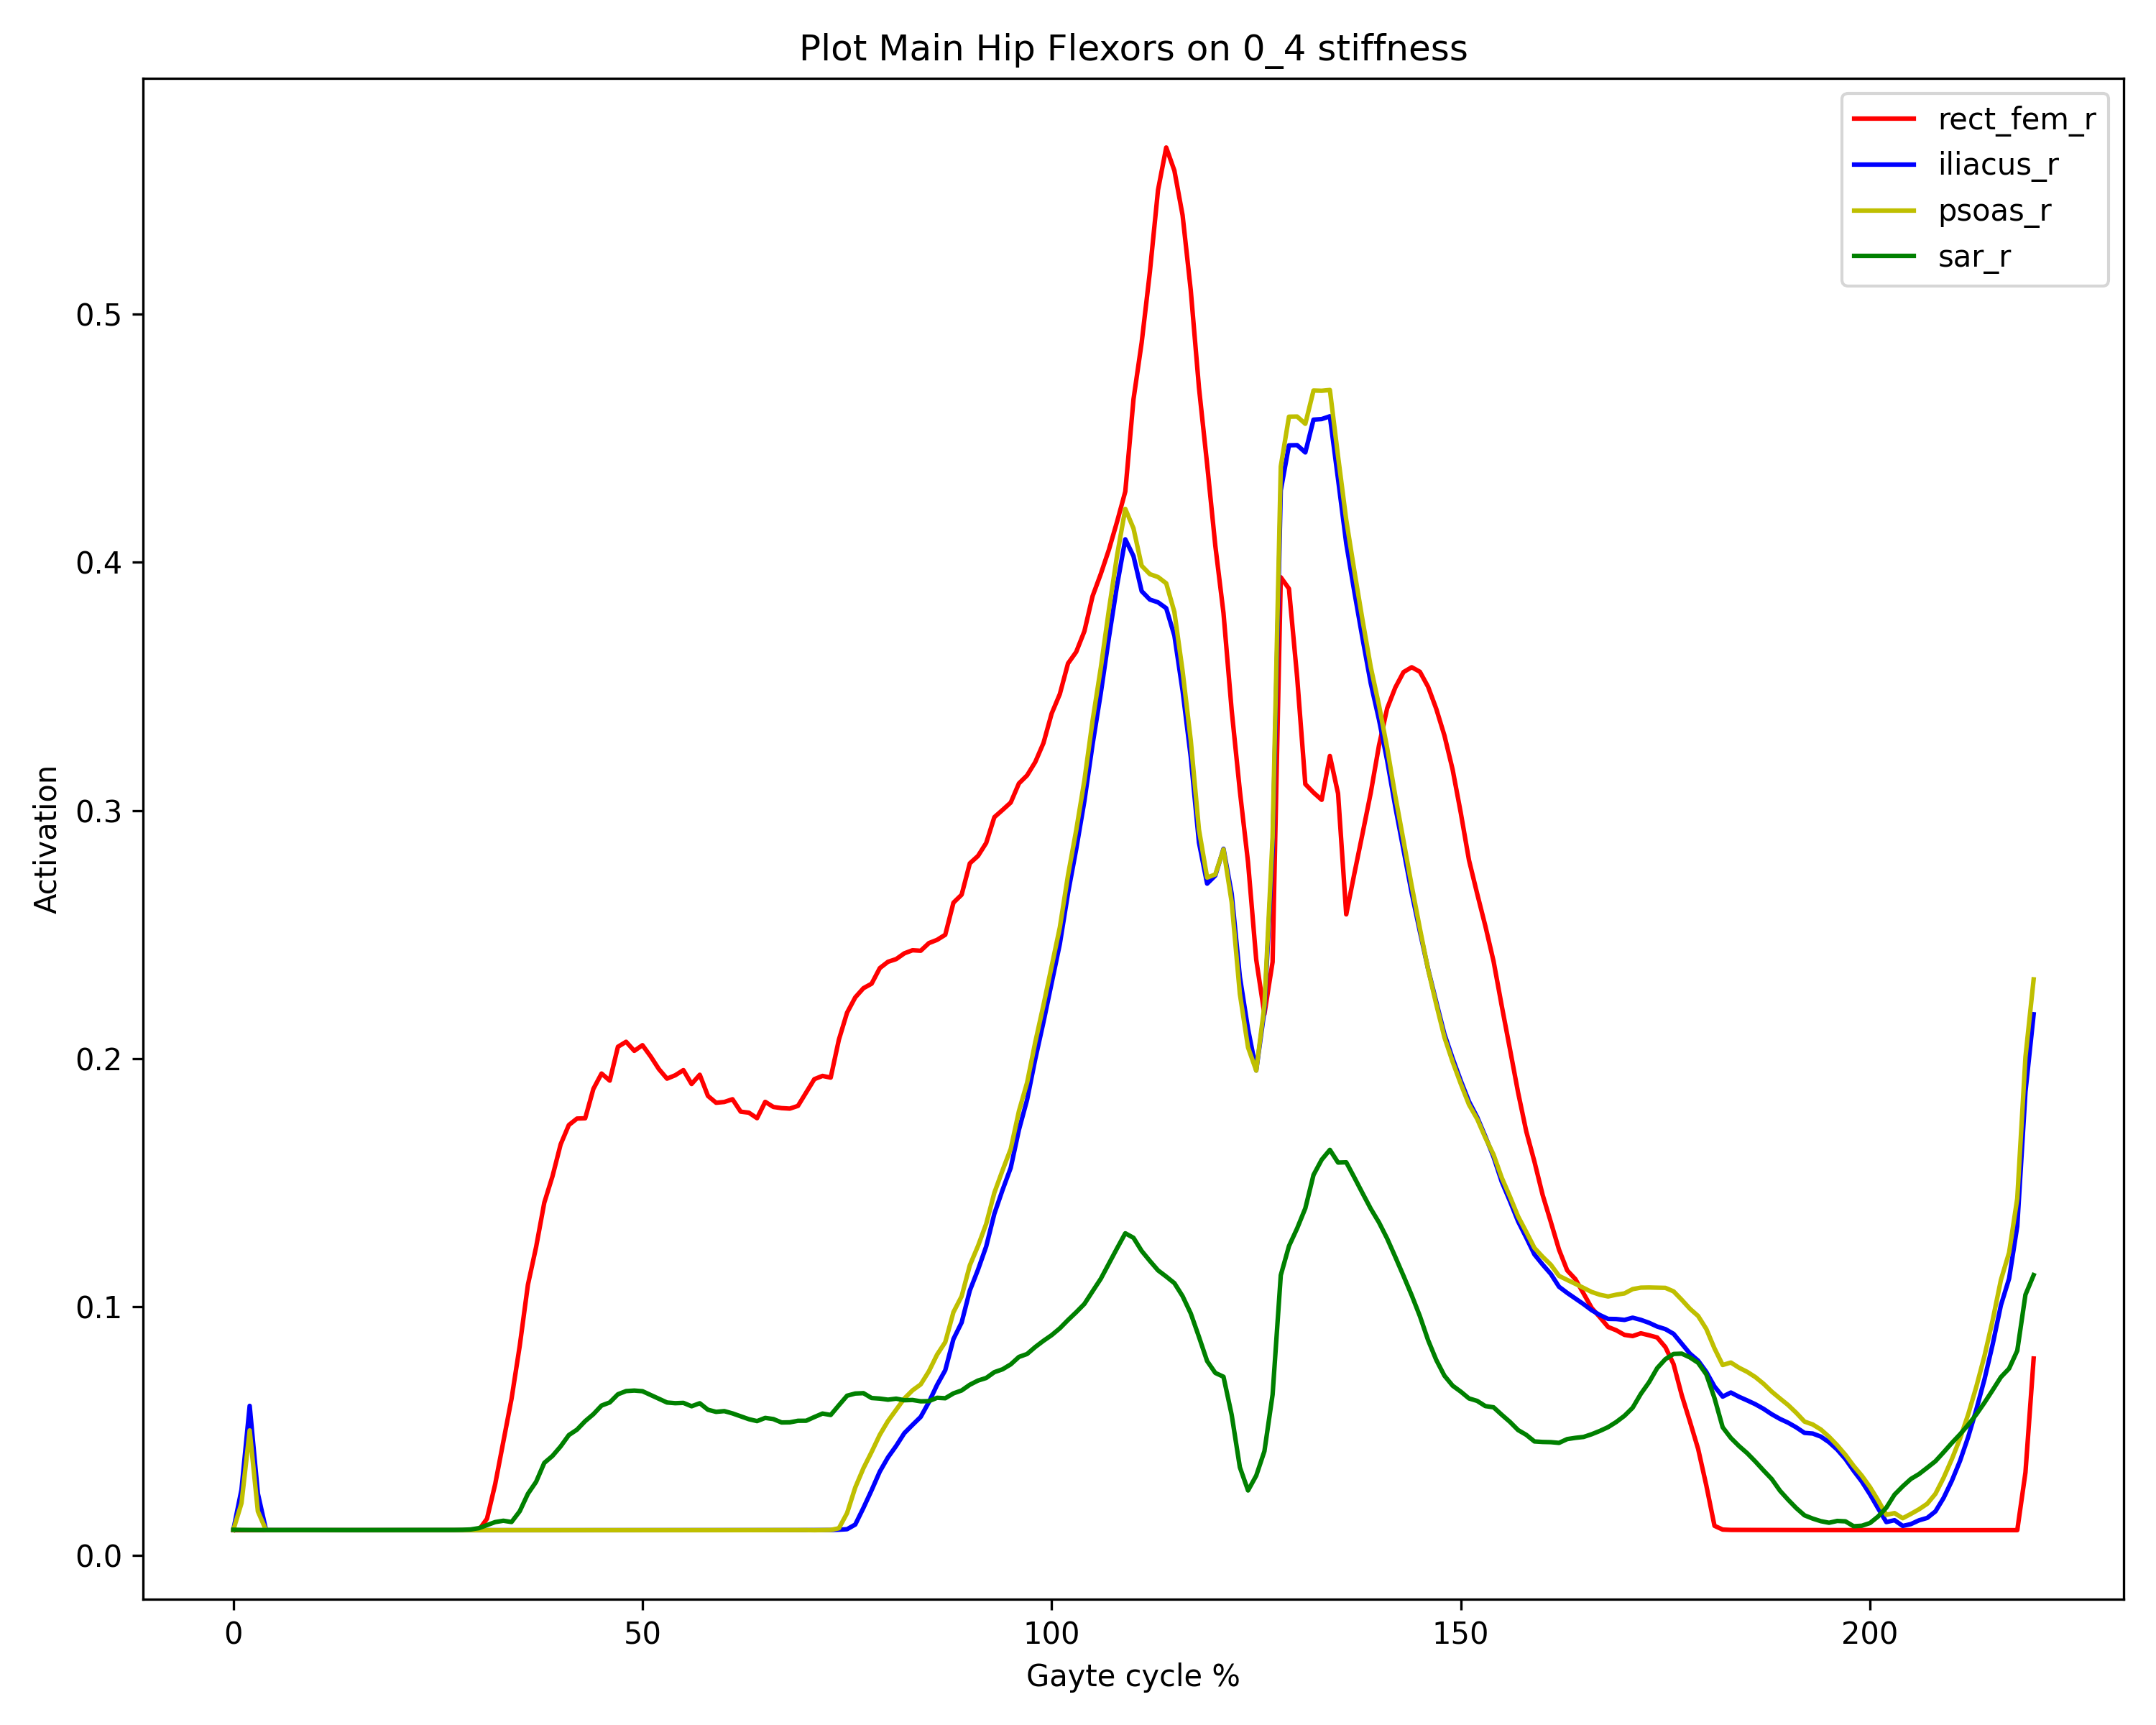 Plot Main Hip Flexors on 0_4 stiffness
rect_fem_r
iliacus_r
psoas_r
sar_r
Activation
0.5
0.4
0.3
0.2
0.1
0.0
0 50 100 150 200
Gayte cycle %